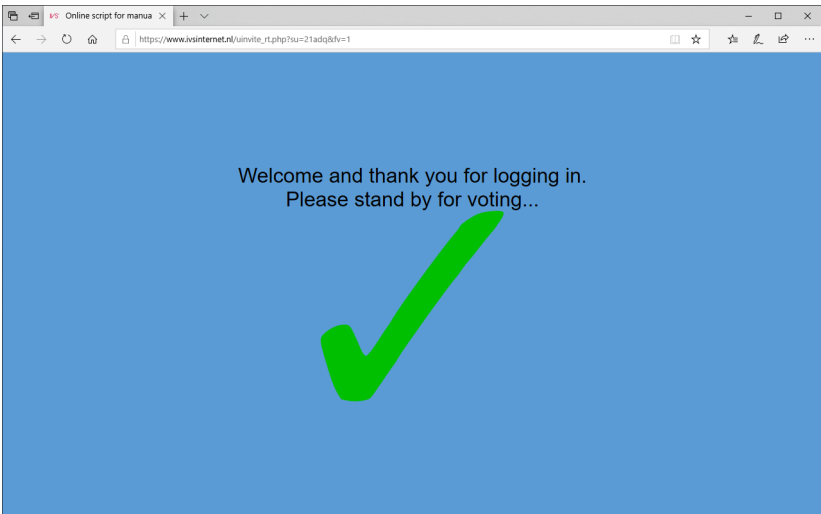 IVS Online script for manua
https://www.ivsinternet.nl/uinvite_rt.php?su=21adq&fv=1
Welcome and thank you for logging in.
Please stand by for voting...